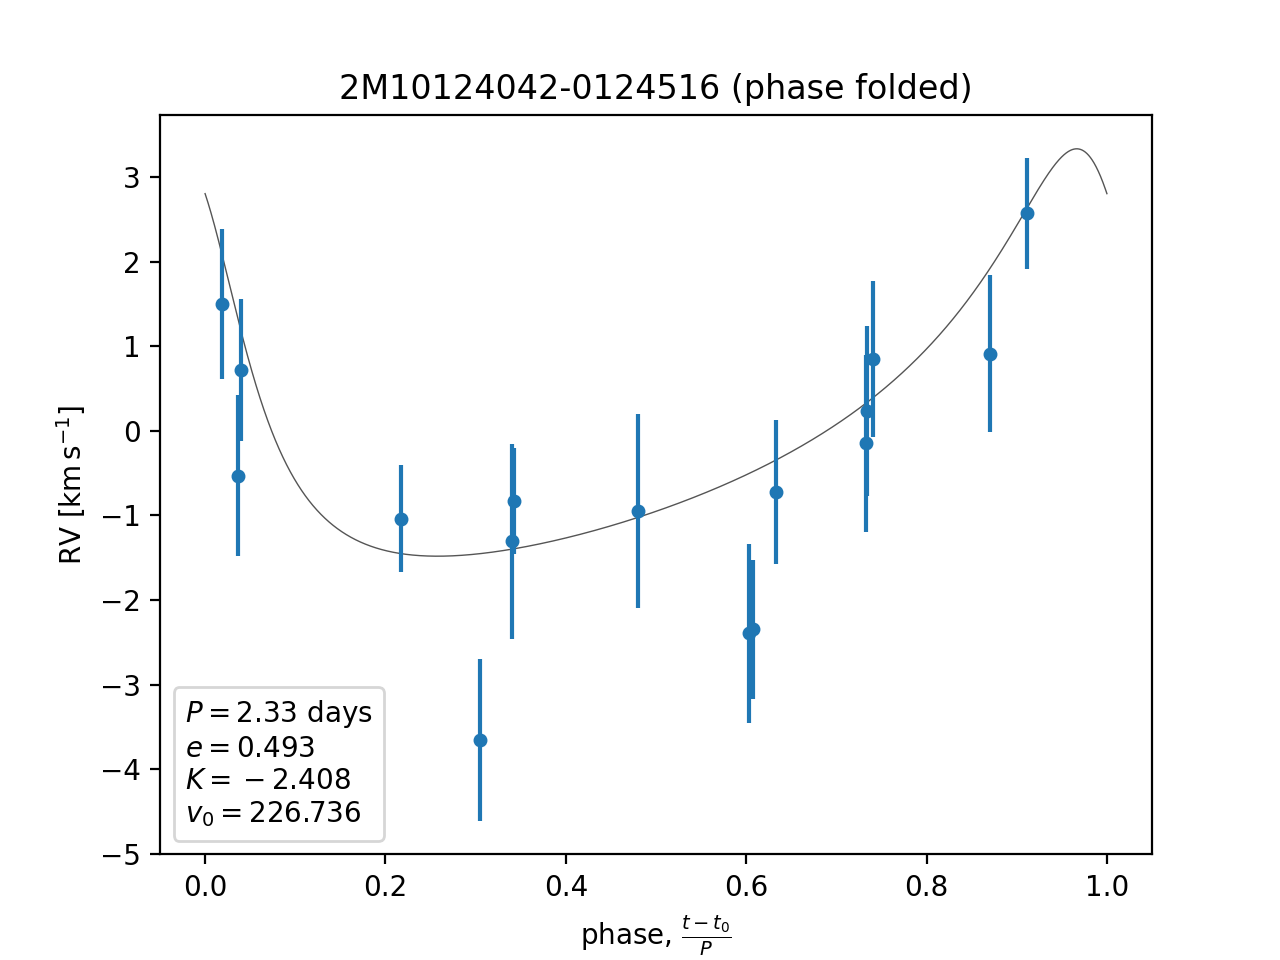 2M10124042-0124516 (phase folded)
RV [km s⁻¹]
3
2
1
0
−1
−2
−3
−4
−5
P = 2.33 days
e = 0.493
K = −2.408
v₀ = 226.736
0.0 0.2 0.4 0.6 0.8 1.0
phase, (t − t₀)/P